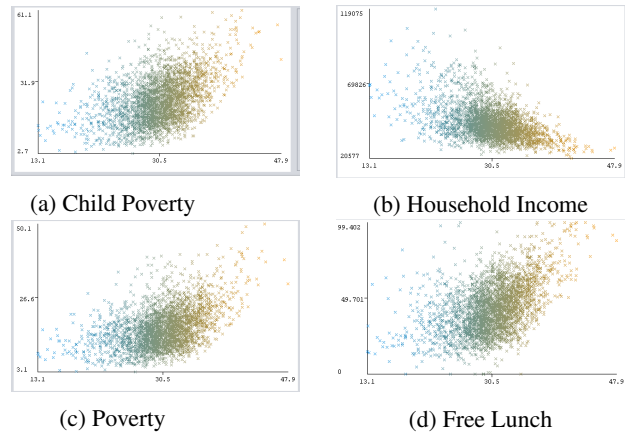 61.1
31.9
2.7
13.1 30.5 47.9
(a) Child Poverty
119075
69826
20577
13.1 30.5 47.9
(b) Household Income
50.1
26.6
3.1
13.1 30.5 47.9
(c) Poverty
99.402
49.701
0
13.1 30.5 47.9
(d) Free Lunch